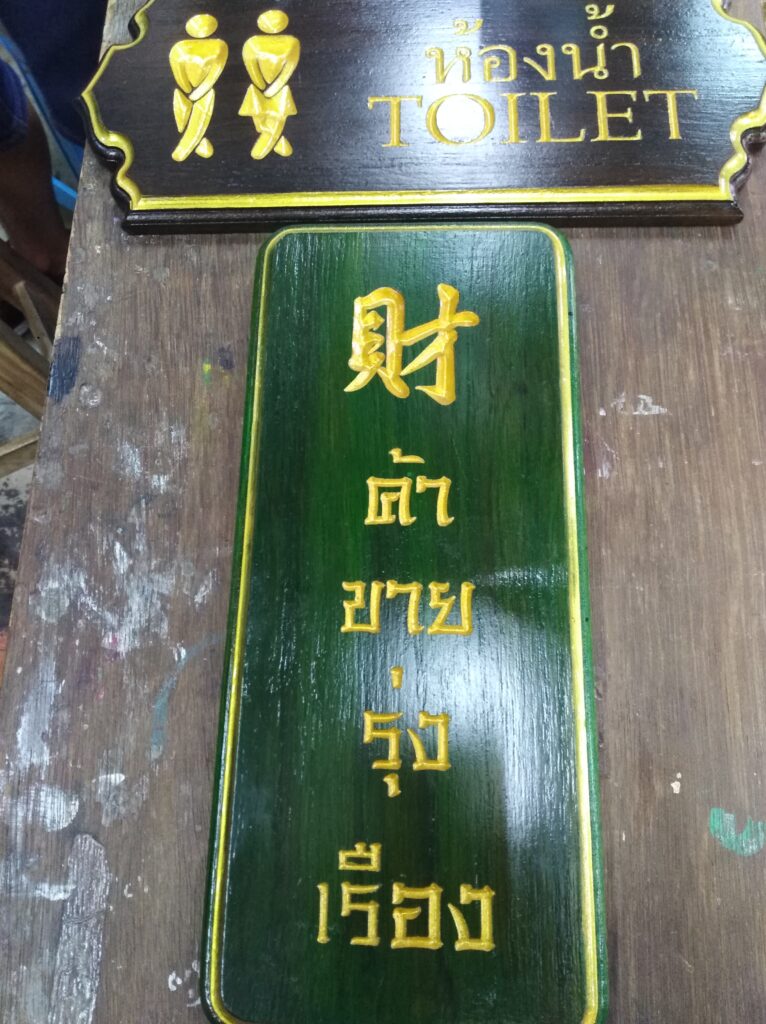 ห้องน้ำ
TOILET
財
ค้า
ขาย
รุ่ง
เรือง